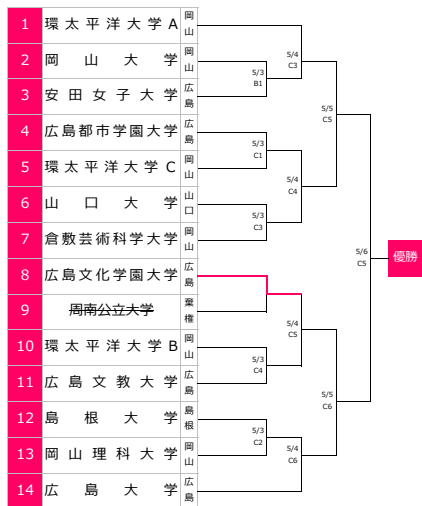 1 環太平洋大学A 岡山
2 岡山大学 岡山
3 安田女子大学 広島
4 広島都市学園大学 広島
5 環太平洋大学C 岡山
6 山口大学 山口
7 倉敷芸術科学大学 岡山
8 広島文化学園大学 広島
9 周南公立大学 棄権
10 環太平洋大学B 岡山
11 広島文教大学 広島
12 島根大学 島根
13 岡山理科大学 岡山
14 広島大学 広島
5/3
B1
5/3
C1
5/3
C3
5/3
C4
5/3
C2
5/4
C3
5/4
C4
5/4
C5
5/4
C6
5/5
C5
5/5
C6
5/6
C5
優勝